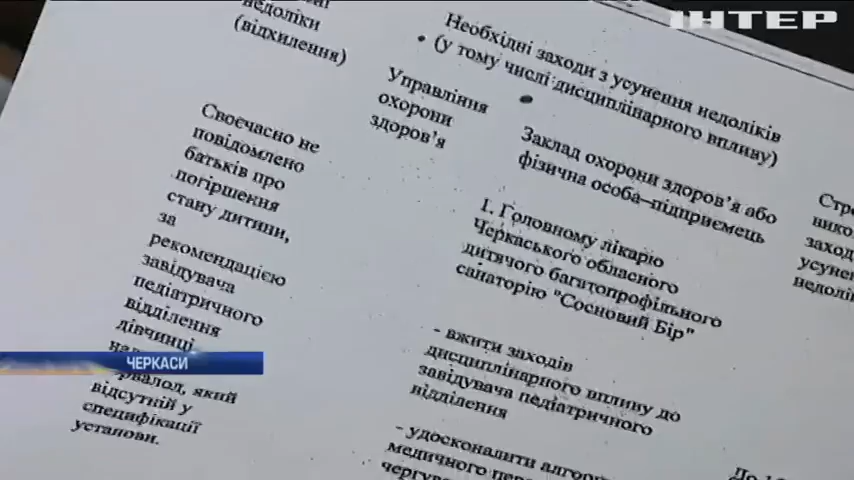 ІНТЕР
недоліки
(відхилення)
Своєчасно не
повідомлено
батьків про
погіршення
стану дитини,
за
рекомендацією
завідувача
педіатричного
відділення
дівчинці
який
відсутній у
специфікації
установи.
Управління
охорони
здоров’я
Необхідні заходи з усунення недоліків
(у тому числі дисциплінарного впливу)
Заклад охорони здоров’я або
фізична особа–підприємець
1. Головному лікарю
Черкаського обласного
дитячого багатопрофільного
санаторію "Сосновий Бір"
- вжити заходів
дисциплінарного впливу до
завідувача педіатричного
відділення
- удосконалити
медичного
ЧЕРКАСИ